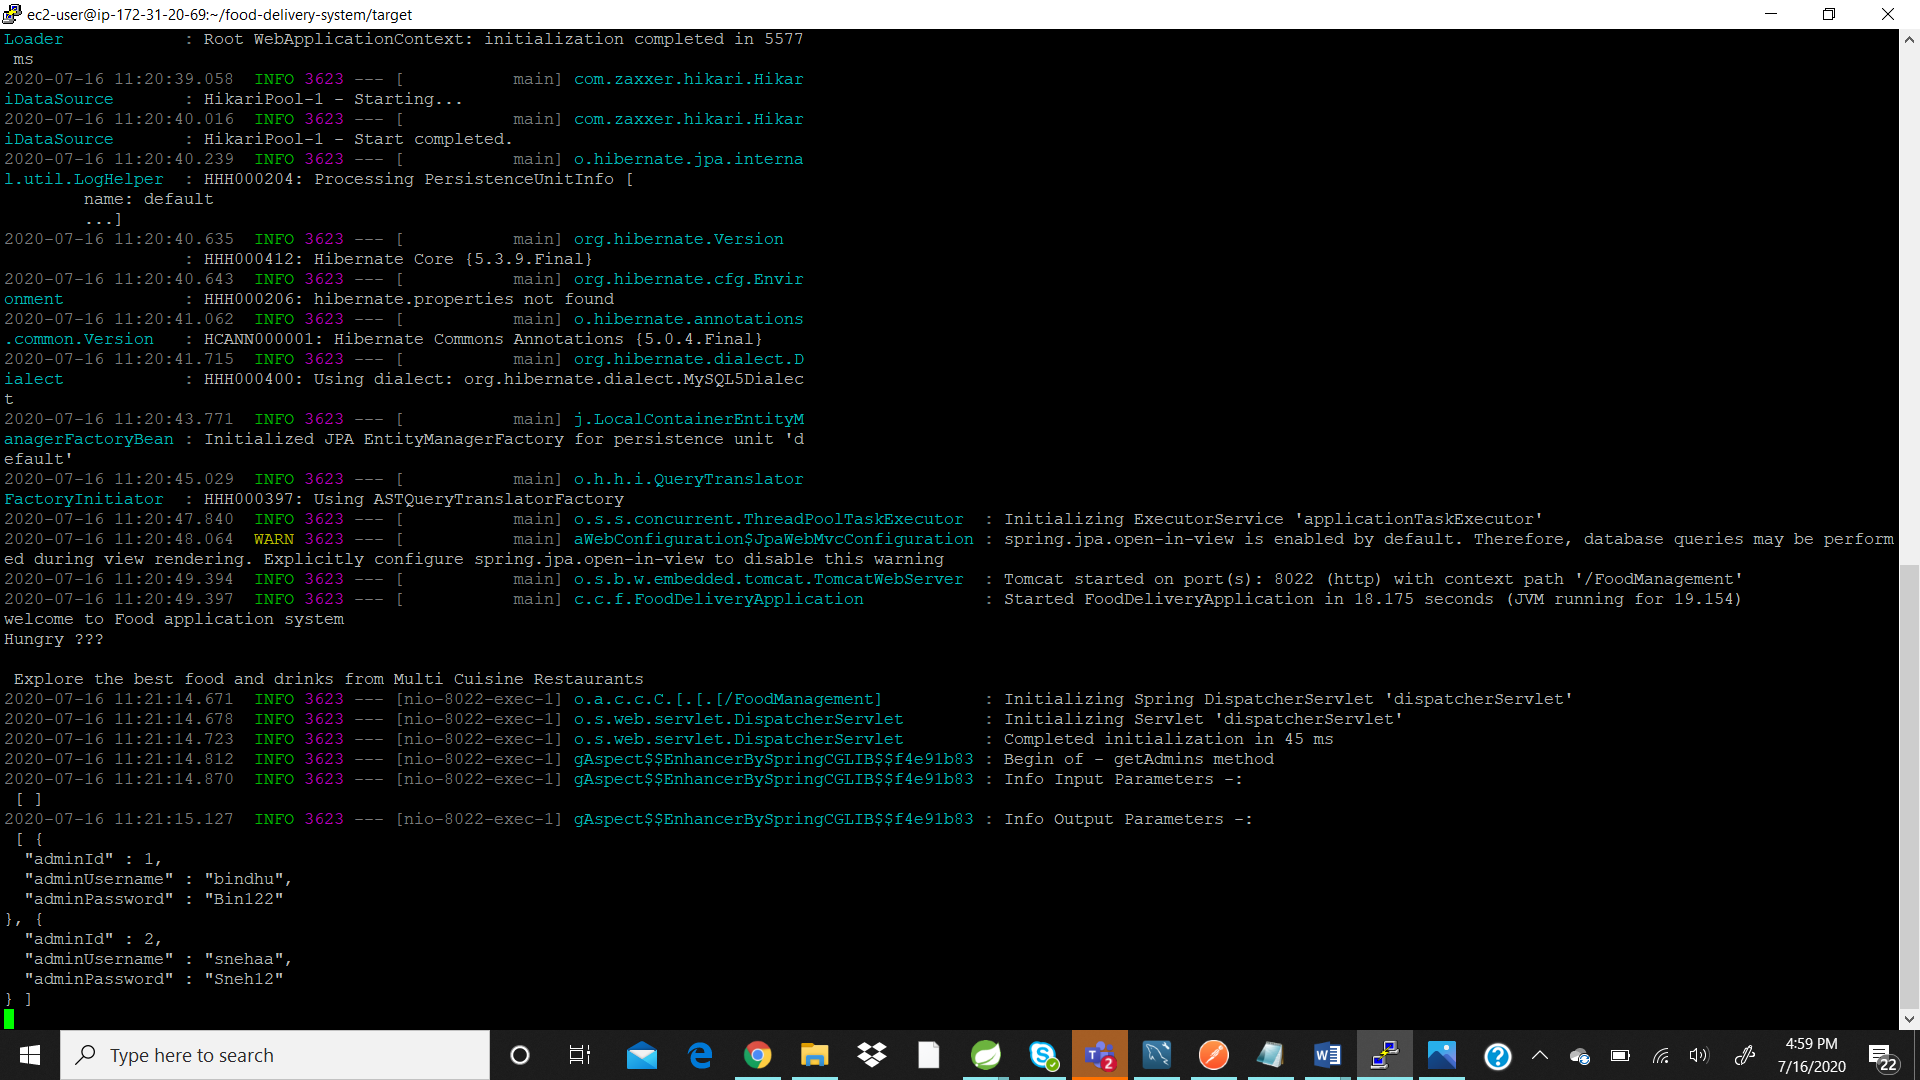 ec2-user@ip-172-31-20-69:~/food-delivery-system/target
Loader            : Root WebApplicationContext: initialization completed in 5577
 ms
2020-07-16 11:20:39.058  INFO 3623 --- [           main] com.zaxxer.hikari.Hikar
iDataSource       : HikariPool-1 - Starting...
2020-07-16 11:20:40.016  INFO 3623 --- [           main] com.zaxxer.hikari.Hikar
iDataSource       : HikariPool-1 - Start completed.
2020-07-16 11:20:40.239  INFO 3623 --- [           main] o.hibernate.jpa.interna
l.util.LogHelper  : HHH000204: Processing PersistenceUnitInfo [
        name: default
        ...]
2020-07-16 11:20:40.635  INFO 3623 --- [           main] org.hibernate.Version
                  : HHH000412: Hibernate Core {5.3.9.Final}
2020-07-16 11:20:40.643  INFO 3623 --- [           main] org.hibernate.cfg.Envir
onment            : HHH000206: hibernate.properties not found
2020-07-16 11:20:41.062  INFO 3623 --- [           main] o.hibernate.annotations
.common.Version   : HCANN000001: Hibernate Commons Annotations {5.0.4.Final}
2020-07-16 11:20:41.715  INFO 3623 --- [           main] org.hibernate.dialect.D
ialect            : HHH000400: Using dialect: org.hibernate.dialect.MySQL5Dialec
t
2020-07-16 11:20:43.771  INFO 3623 --- [           main] j.LocalContainerEntityM
anagerFactoryBean : Initialized JPA EntityManagerFactory for persistence unit 'd
efault'
2020-07-16 11:20:45.029  INFO 3623 --- [           main] o.h.h.i.QueryTranslator
FactoryInitiator  : HHH000397: Using ASTQueryTranslatorFactory
2020-07-16 11:20:47.840  INFO 3623 --- [           main] o.s.s.concurrent.ThreadPoolTaskExecutor  : Initializing ExecutorService 'applicationTaskExecutor'
2020-07-16 11:20:48.064  WARN 3623 --- [           main] aWebConfiguration$JpaWebMvcConfiguration : spring.jpa.open-in-view is enabled by default. Therefore, database queries may be perform
ed during view rendering. Explicitly configure spring.jpa.open-in-view to disable this warning
2020-07-16 11:20:49.394  INFO 3623 --- [           main] o.s.b.w.embedded.tomcat.TomcatWebServer  : Tomcat started on port(s): 8022 (http) with context path '/FoodManagement'
2020-07-16 11:20:49.397  INFO 3623 --- [           main] c.c.f.FoodDeliveryApplication            : Started FoodDeliveryApplication in 18.175 seconds (JVM running for 19.154)
welcome to Food application system
Hungry ???
 Explore the best food and drinks from Multi Cuisine Restaurants
2020-07-16 11:21:14.671  INFO 3623 --- [nio-8022-exec-1] o.a.c.c.C.[.[.[/FoodManagement]          : Initializing Spring DispatcherServlet 'dispatcherServlet'
2020-07-16 11:21:14.678  INFO 3623 --- [nio-8022-exec-1] o.s.web.servlet.DispatcherServlet        : Initializing Servlet 'dispatcherServlet'
2020-07-16 11:21:14.723  INFO 3623 --- [nio-8022-exec-1] o.s.web.servlet.DispatcherServlet        : Completed initialization in 45 ms
2020-07-16 11:21:14.812  INFO 3623 --- [nio-8022-exec-1] gAspect$$EnhancerBySpringCGLIB$$f4e91b83 : Begin of - getAdmins method
2020-07-16 11:21:14.870  INFO 3623 --- [nio-8022-exec-1] gAspect$$EnhancerBySpringCGLIB$$f4e91b83 : Info Input Parameters -:
 [ ]
2020-07-16 11:21:15.127  INFO 3623 --- [nio-8022-exec-1] gAspect$$EnhancerBySpringCGLIB$$f4e91b83 : Info Output Parameters -:
 [ {
  "adminId" : 1,
  "adminUsername" : "bindhu",
  "adminPassword" : "Bin122"
}, {
  "adminId" : 2,
  "adminUsername" : "snehaa",
  "adminPassword" : "Sneh12"
} ]
Type here to search
2
4:59 PM
7/16/2020
22